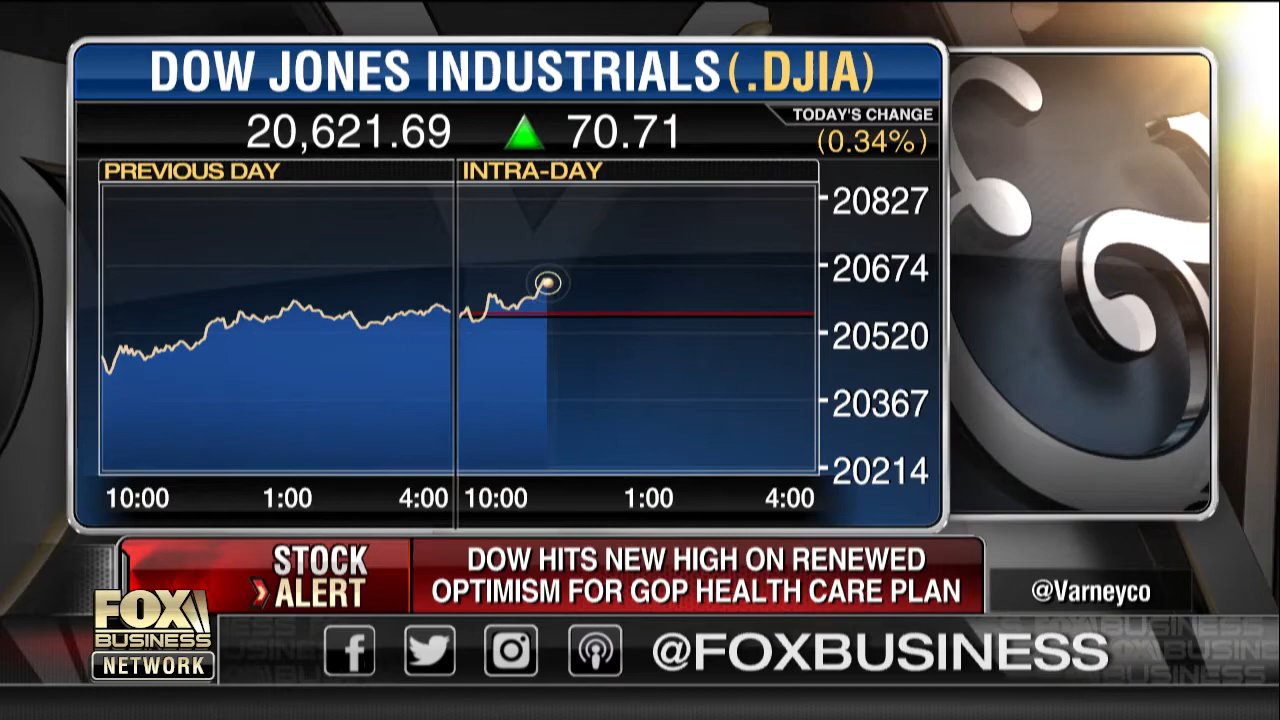 DOW JONES INDUSTRIALS (.DJIA)
20,621.69 70.71
TODAY'S CHANGE
(0.34%)
PREVIOUS DAY
INTRA-DAY
20827
20674
20520
20367
20214
10:00 1:00 4:00 10:00 1:00 4:00
STOCK ALERT
DOW HITS NEW HIGH ON RENEWED
OPTIMISM FOR GOP HEALTH CARE PLAN
@Varneyco
FOX
BUSINESS
NETWORK
@FOXBUSINESS